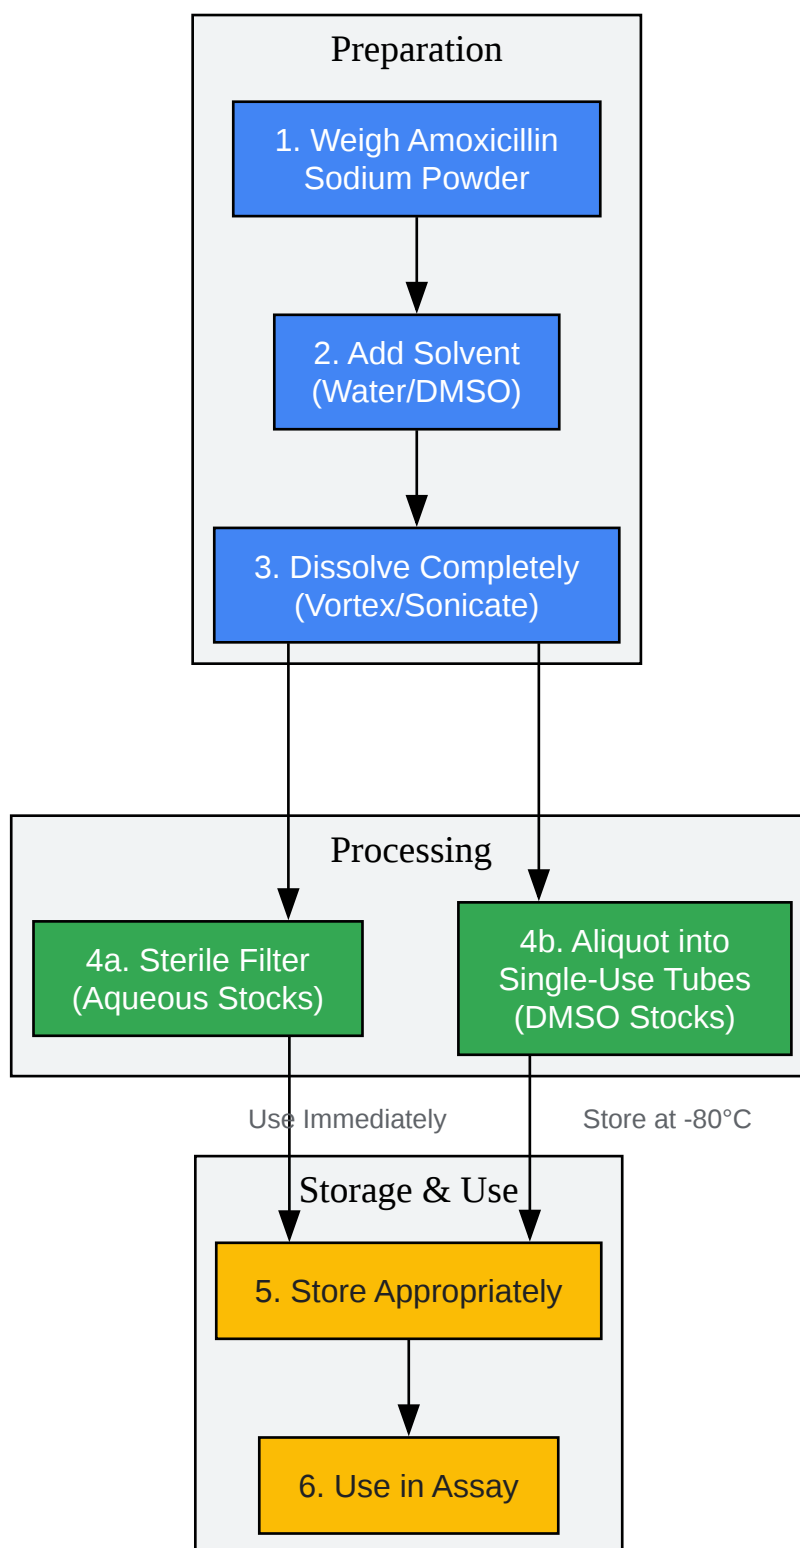 Preparation
1. Weigh Amoxicillin
Sodium Powder
2. Add Solvent
(Water/DMSO)
3. Dissolve Completely
(Vortex/Sonicate)
Processing
4a. Sterile Filter
(Aqueous Stocks)
4b. Aliquot into
Single-Use Tubes
(DMSO Stocks)
Use Immediately
Store at -80°C
Storage & Use
5. Store Appropriately
6. Use in Assay